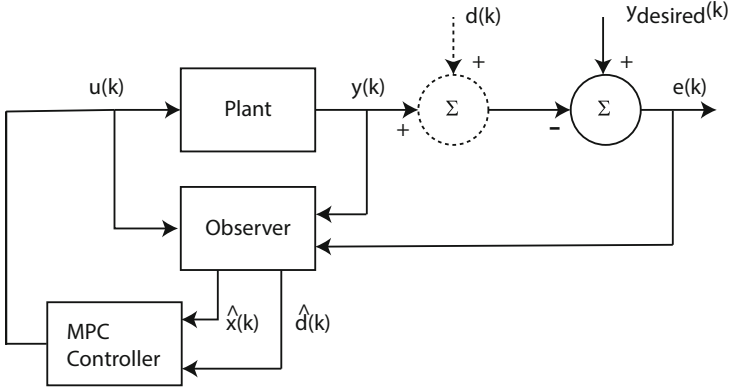 d(k)
ydesired(k)
u(k)
Plant
y(k)
+
+
Σ
-
+
Σ
e(k)
Observer
x̂(k)
d̂(k)
MPC
Controller